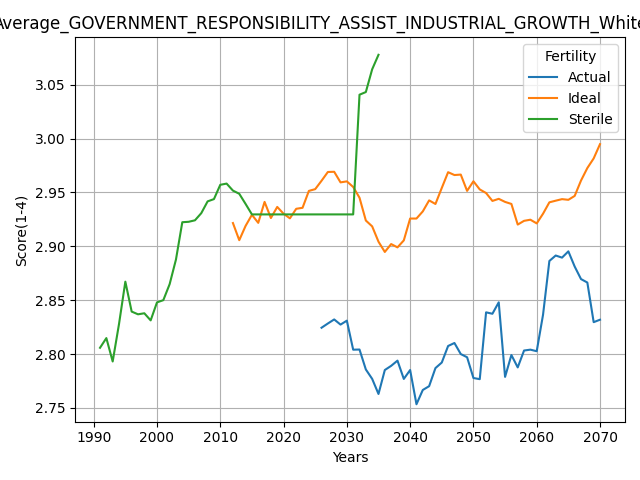 Average_GOVERNMENT_RESPONSIBILITY_ASSIST_INDUSTRIAL_GROWTH_White
Fertility
Actual
Ideal
Sterile
Score(1-4)
3.05
3.00
2.95
2.90
2.85
2.80
2.75
1990 2000 2010 2020 2030 2040 2050 2060 2070
Years